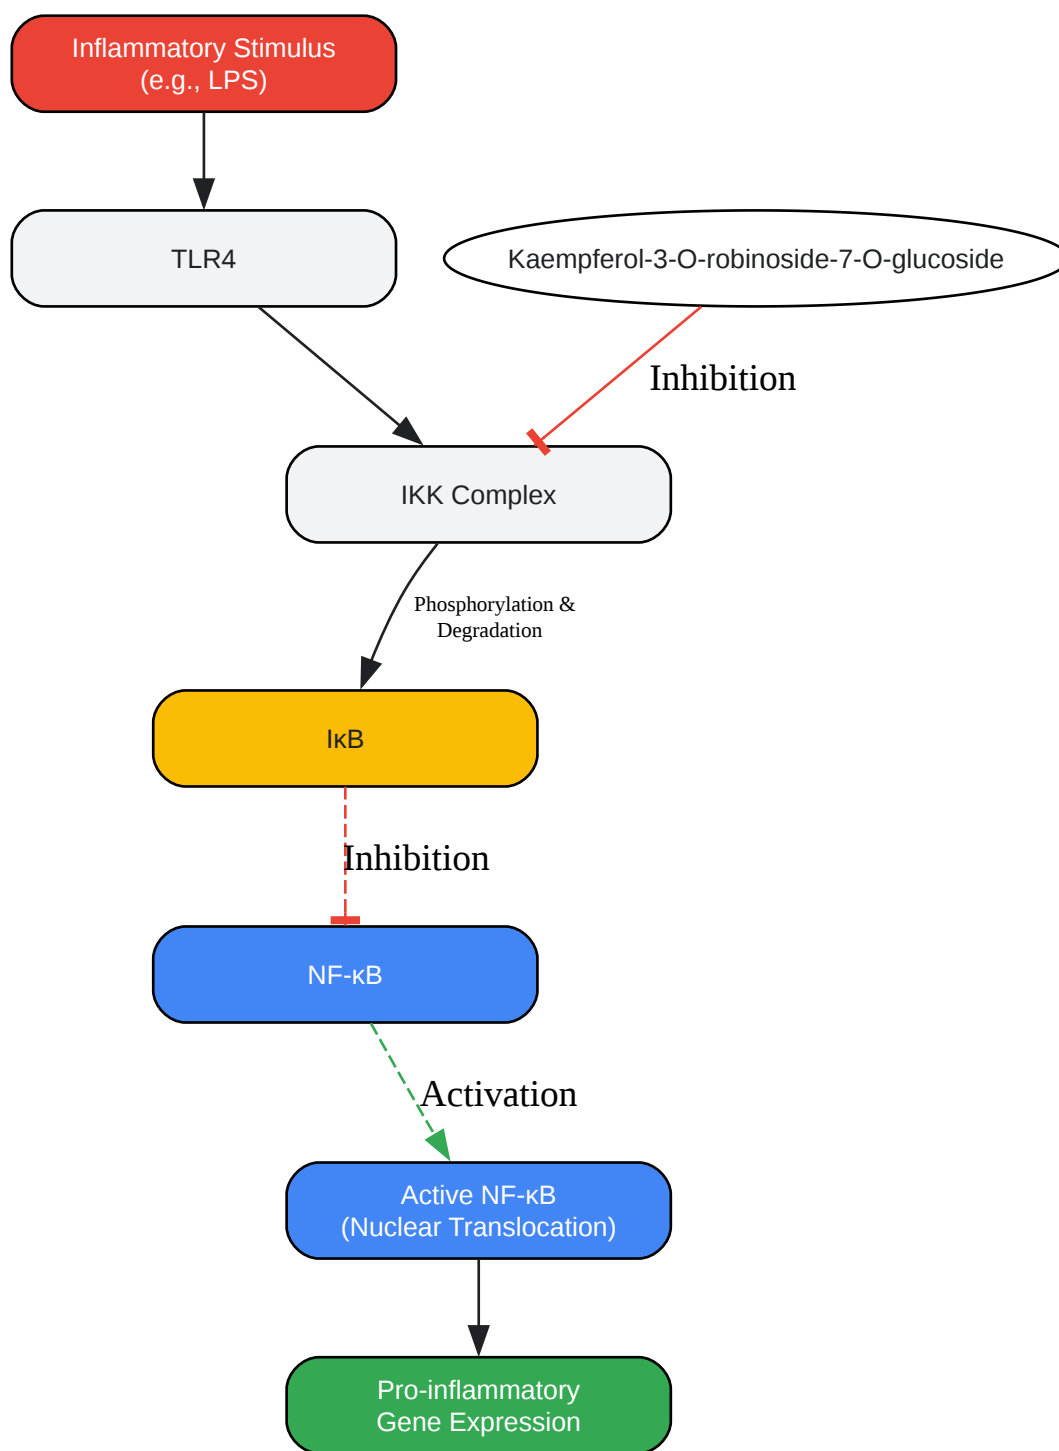 Inflammatory Stimulus
(e.g., LPS)
TLR4
Kaempferol-3-O-robinoside-7-O-glucoside
Inhibition
IKK Complex
Phosphorylation &
Degradation
IκB
Inhibition
NF-κB
Activation
Active NF-κB
(Nuclear Translocation)
Pro-inflammatory
Gene Expression